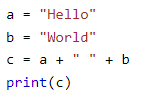 a = "Hello"
b = "World"
c = a + " " + b
print(c)